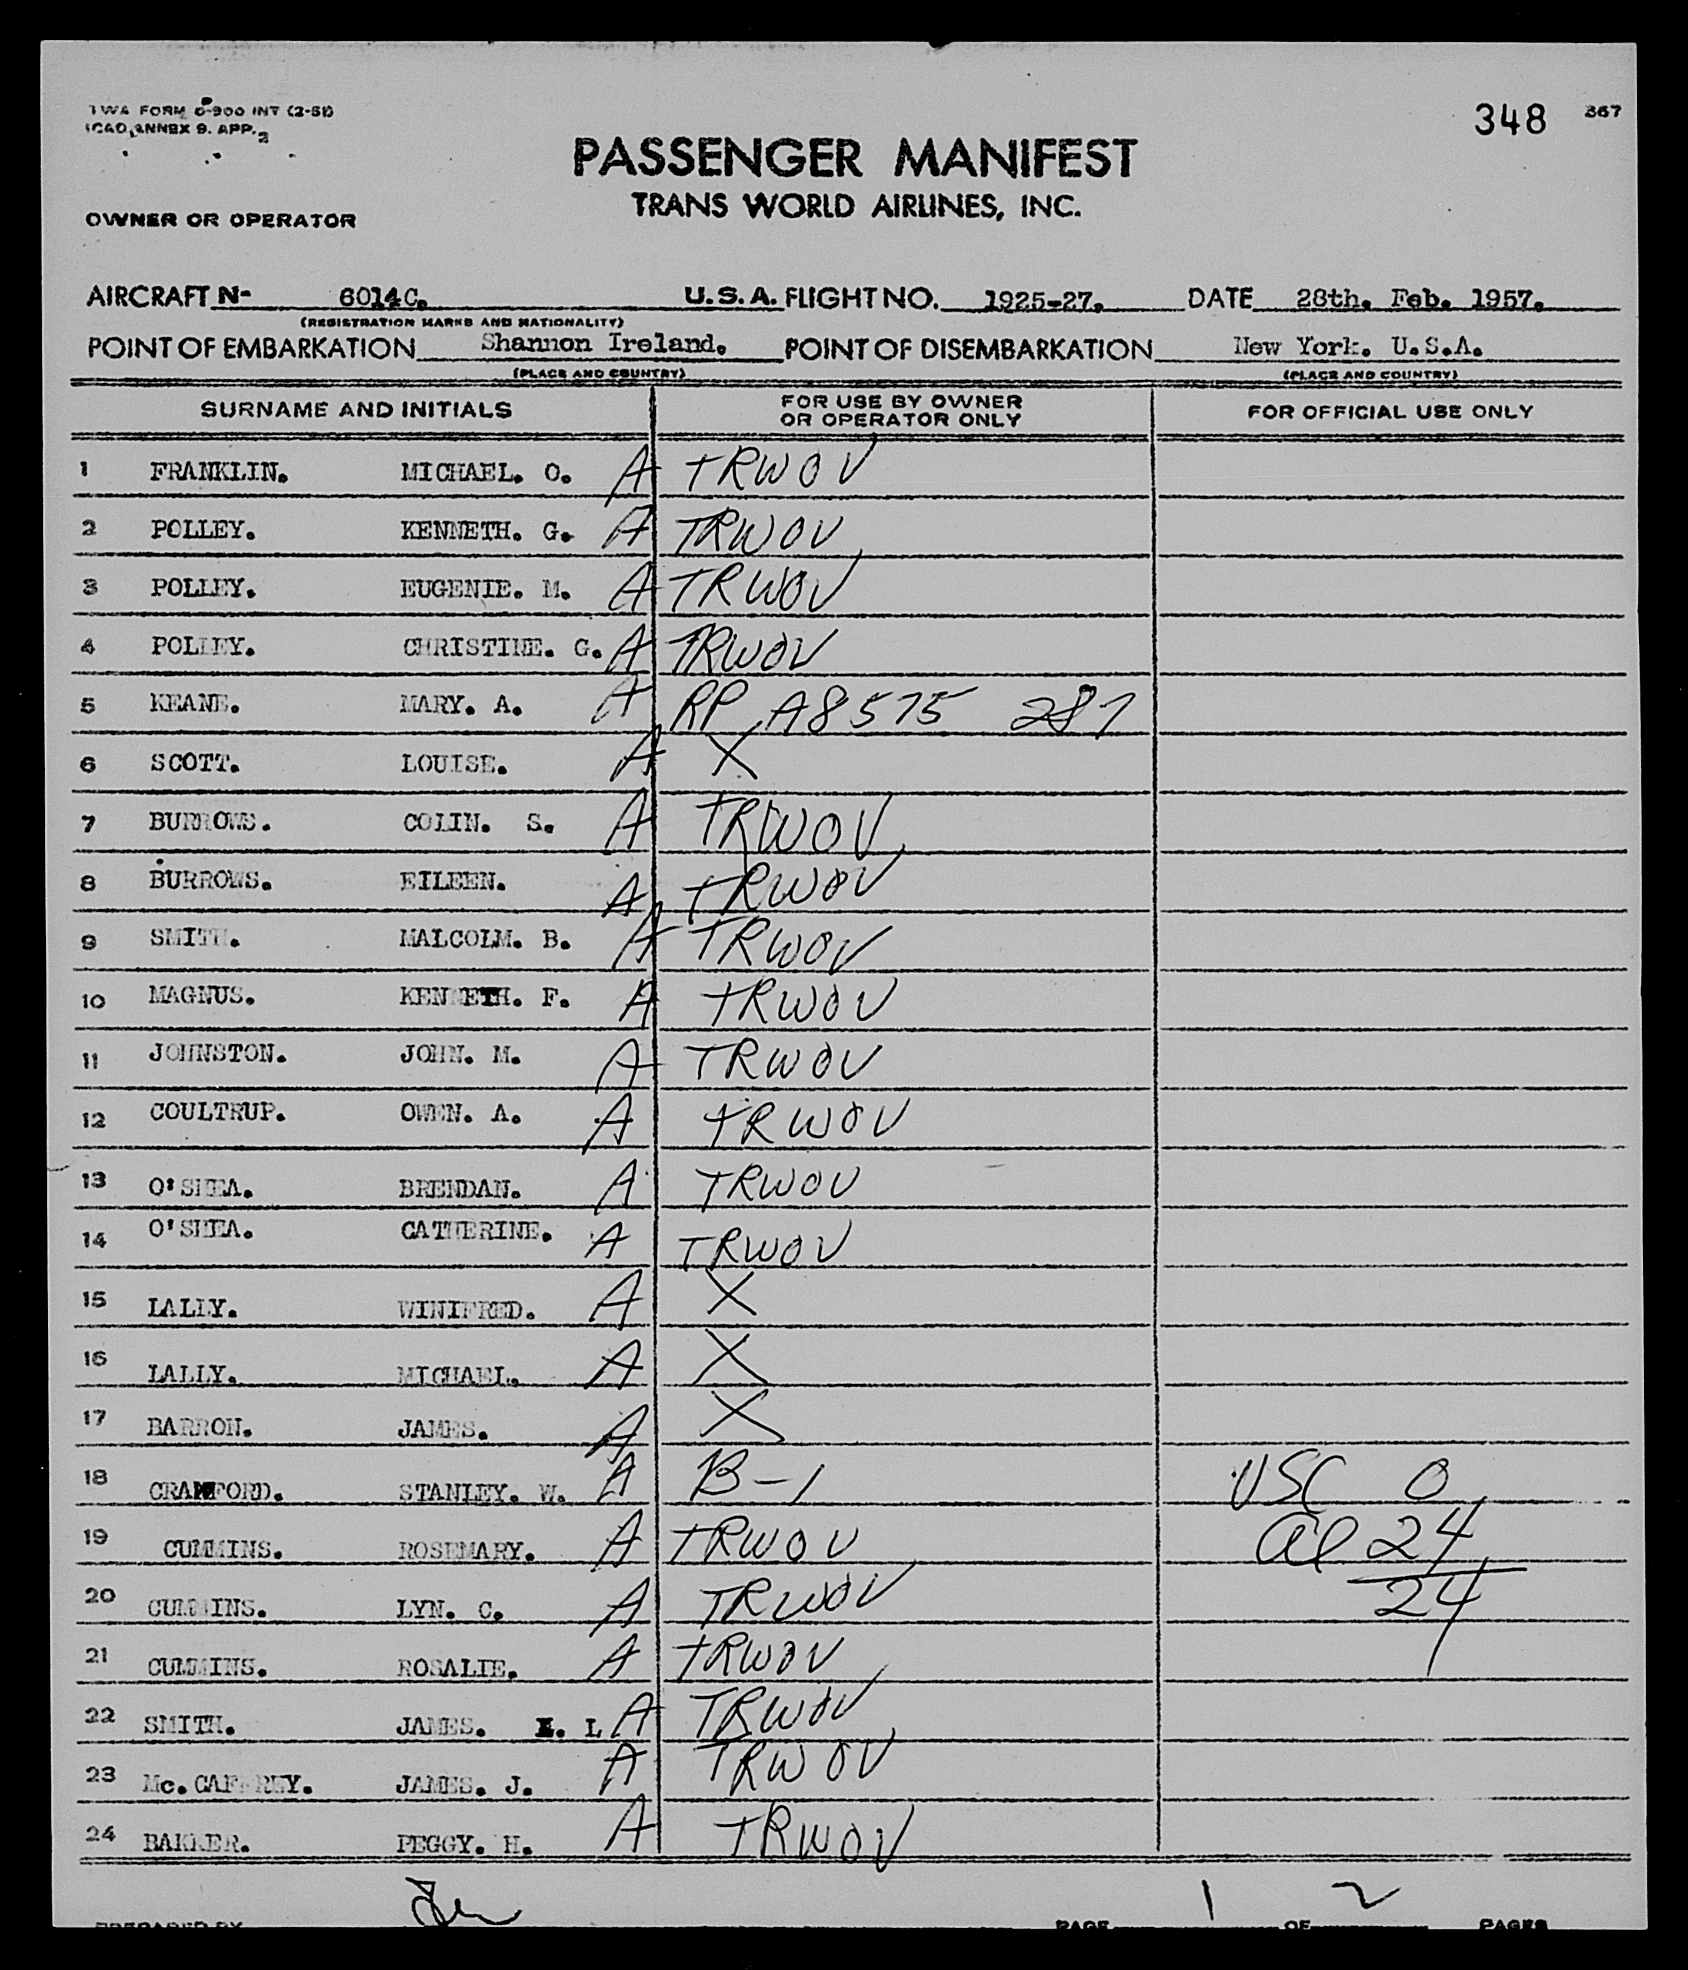 TWA FORM O-900 INT (2-51)
ICAO ANNEX 9. APP. 2
348 367
PASSENGER MANIFEST
TRANS WORLD AIRLINES, INC.
OWNER OR OPERATOR
AIRCRAFT N- 6014C. U.S.A. FLIGHT NO. 1925-27. DATE 28th. Feb. 1957.
(REGISTRATION MARKS AND NATIONALITY)
POINT OF EMBARKATION Shannon Ireland. POINT OF DISEMBARKATION New York. U.S.A.
(PLACE AND COUNTRY) (PLACE AND COUNTRY)
SURNAME AND INITIALS FOR USE BY OWNER OR OPERATOR ONLY FOR OFFICIAL USE ONLY
1 FRANKLIN. MICHAEL. O. A TRWOV
2 POLLEY. KENNETH. G. A TRWOV
3 POLLEY. EUGENIE. M. A TRWOV
4 POLLEY. CHRISTINE. G. A TRWOV
5 KEANE. MARY. A. A RP A8575 287
6 SCOTT. LOUISE. A X
7 BURROWS. COLIN. S. A TRWOV
8 BURROWS. EILEEN. A TRWOV
9 SMITH. MALCOLM. B. A TRWOV
10 MAGNUS. KENNETH. F. A TRWOV
11 JOHNSTON. JOHN. M. A TRWOV
12 COULTRUP. OWEN. A. A TRWOV
13 O'SHEA. BRENDAN. A TRWOV
14 O'SHEA. CATHERINE. A TRWOV
15 LALLY. WINIFRED. A X
16 LALLY. MICHAEL. A X
17 BARRON. JAMES. A X
18 CRAWFORD. STANLEY. W. A B-1 USC 0
19 CUMMINS. ROSEMARY. A TRWOV al 24
20 CUMMINS. LYN. C. A TRWOV 24
21 CUMMINS. ROSALIE. A TRWOV
22 SMITH. JAMES. L A TRWOV
23 Mc.CAFFREY. JAMES. J. A TRWOV
24 BAKKER. PEGGY. H. A TRWOV
PREPARED BY PAGE 1 OF 2 PAGES